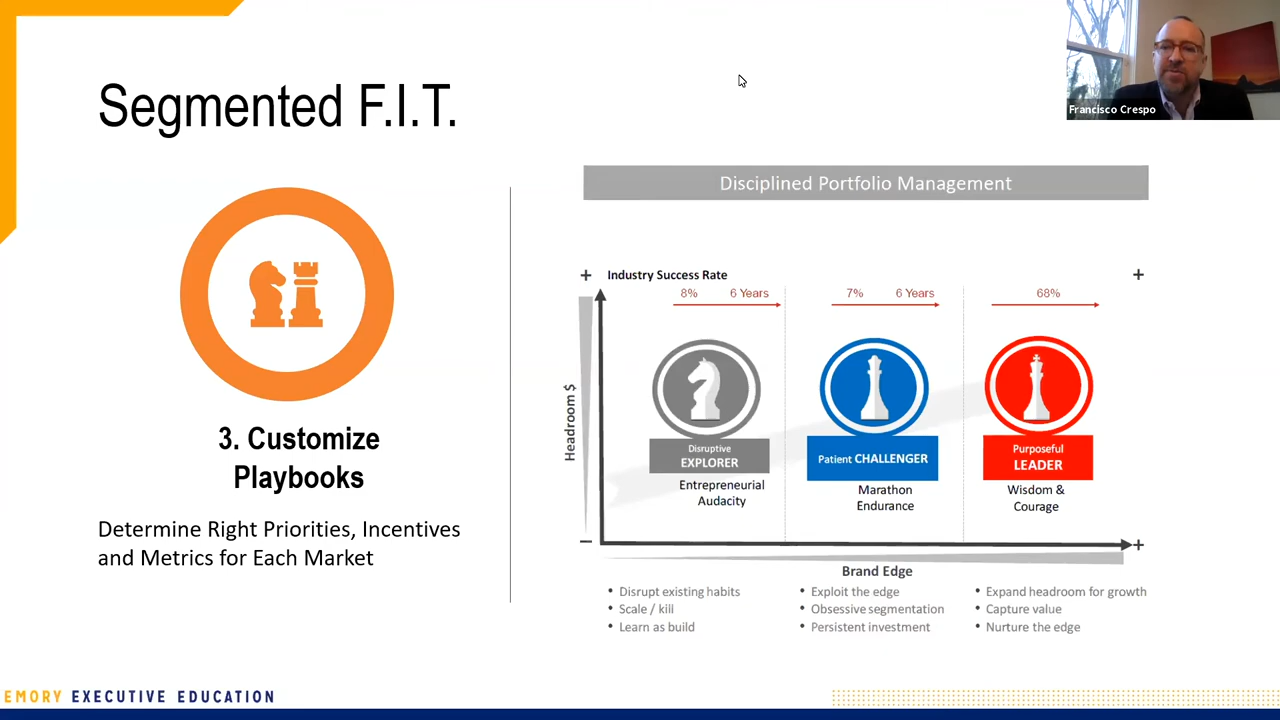 Francisco Crespo
Segmented F.I.T.
3. Customize
Playbooks
Determine Right Priorities, Incentives
and Metrics for Each Market
Disciplined Portfolio Management
+ Industry Success Rate +
8% 6 Years
7% 6 Years
68%
Headroom $
Disruptive
EXPLORER
Entrepreneurial
Audacity
Patient CHALLENGER
Marathon
Endurance
Purposeful
LEADER
Wisdom &
Courage
− +
Brand Edge
• Disrupt existing habits
• Scale / kill
• Learn as build
• Exploit the edge
• Obsessive segmentation
• Persistent investment
• Expand headroom for growth
• Capture value
• Nurture the edge
EMORY EXECUTIVE EDUCATION